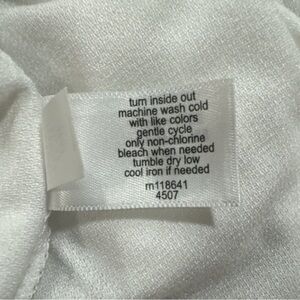 turn inside out
machine wash cold
with like colors
gentle cycle
only non-chlorine
bleach when needed
tumble dry low
cool iron if needed
rn118641
4507